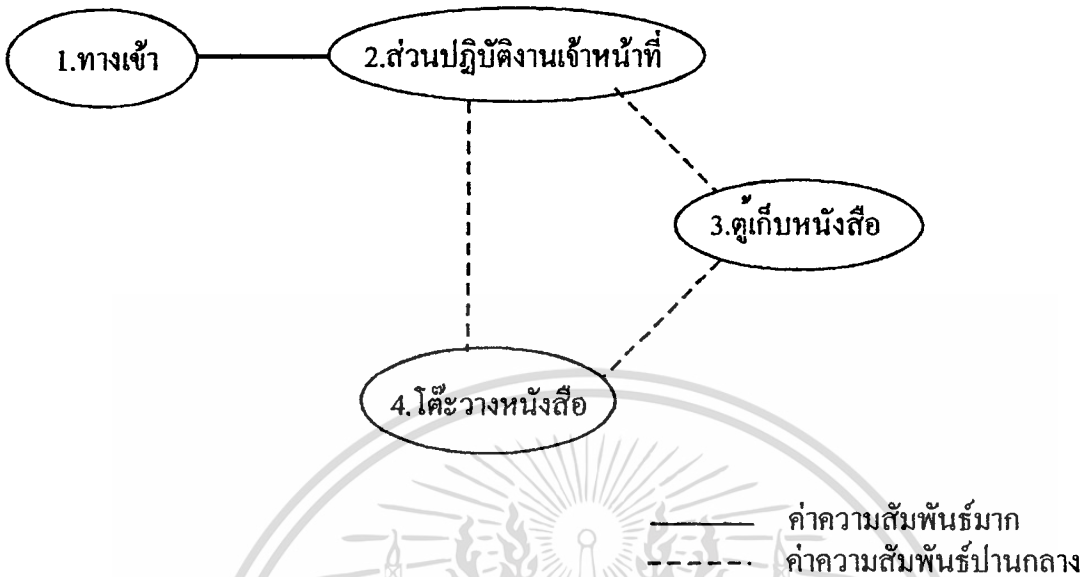 1.ทางเข้า
2.ส่วนปฏิบัติงานเจ้าหน้าที่
3.ตู้เก็บหนังสือ
4.โต๊ะวางหนังสือ
ค่าความสัมพันธ์มาก
ค่าความสัมพันธ์ปานกลาง